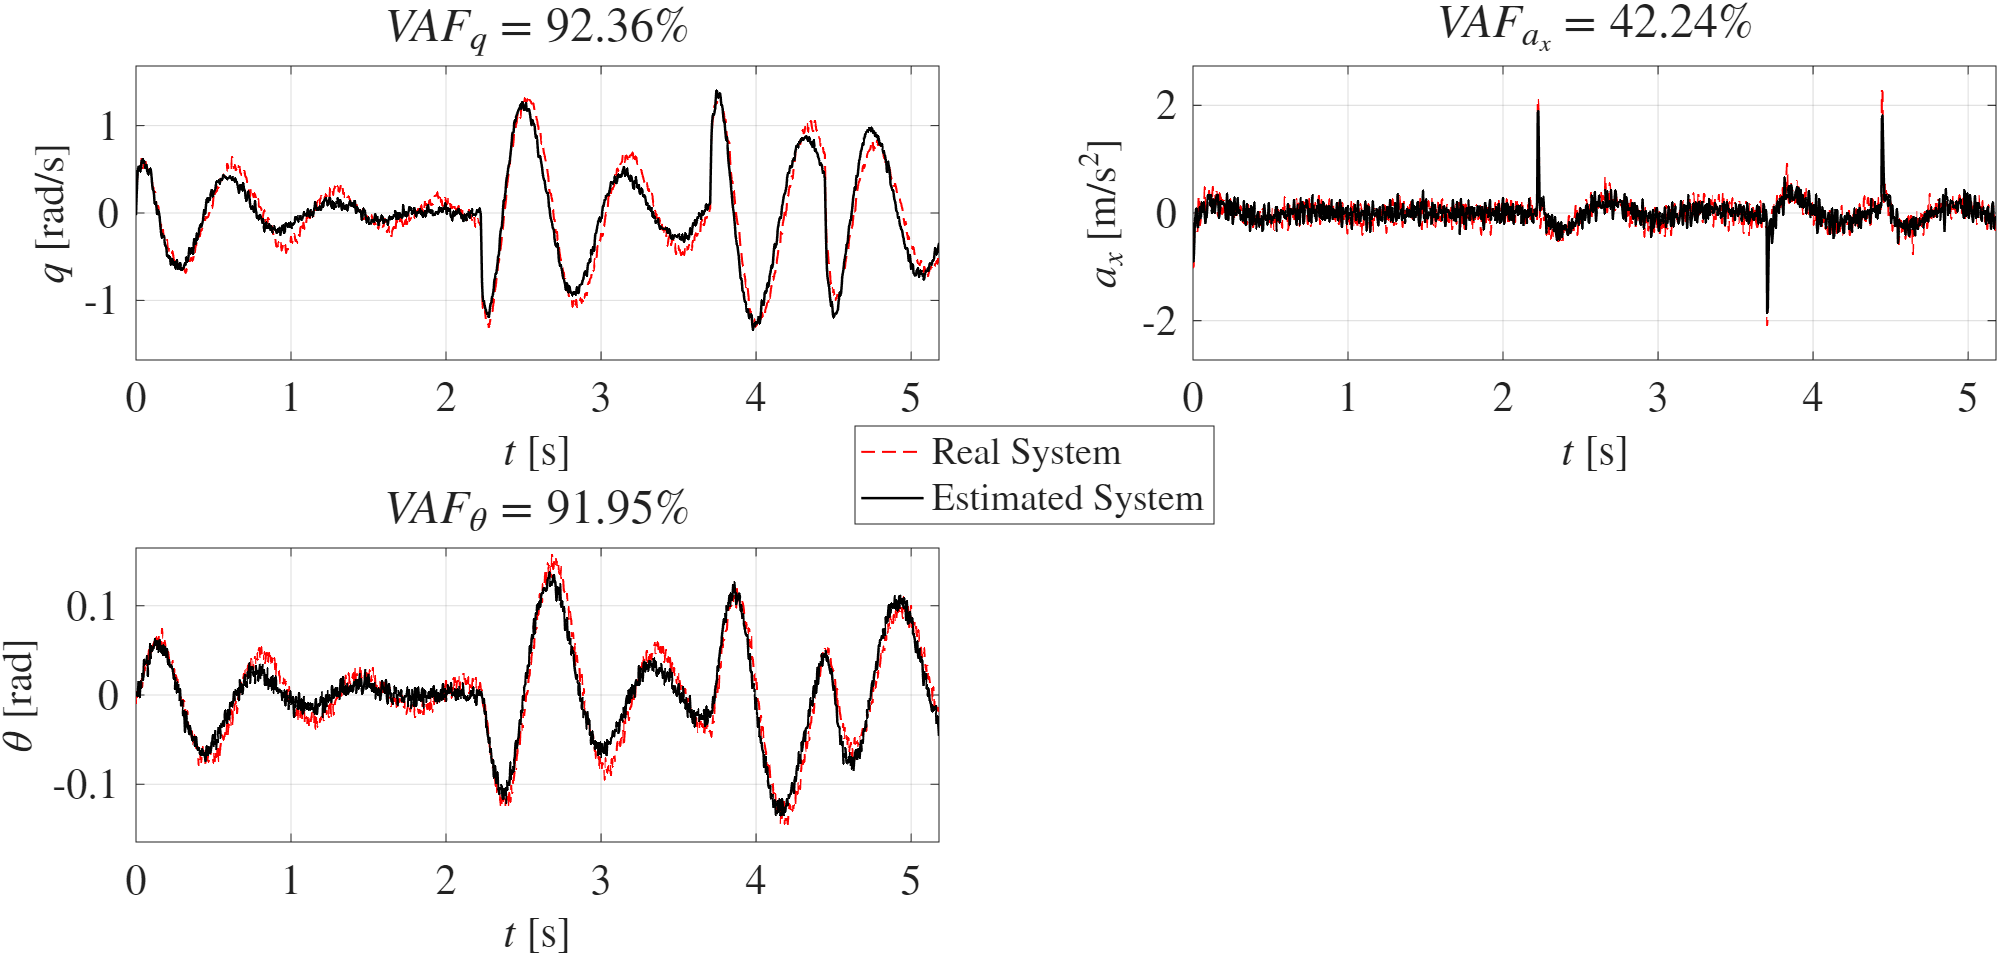 VAF_q = 92.36%
q [rad/s]
1
0
-1
0 1 2 3 4 5
t [s]
VAF_{a_x} = 42.24%
a_x [m/s²]
2
0
-2
0 1 2 3 4 5
t [s]
Real System
Estimated System
VAF_θ = 91.95%
θ [rad]
0.1
0
-0.1
0 1 2 3 4 5
t [s]